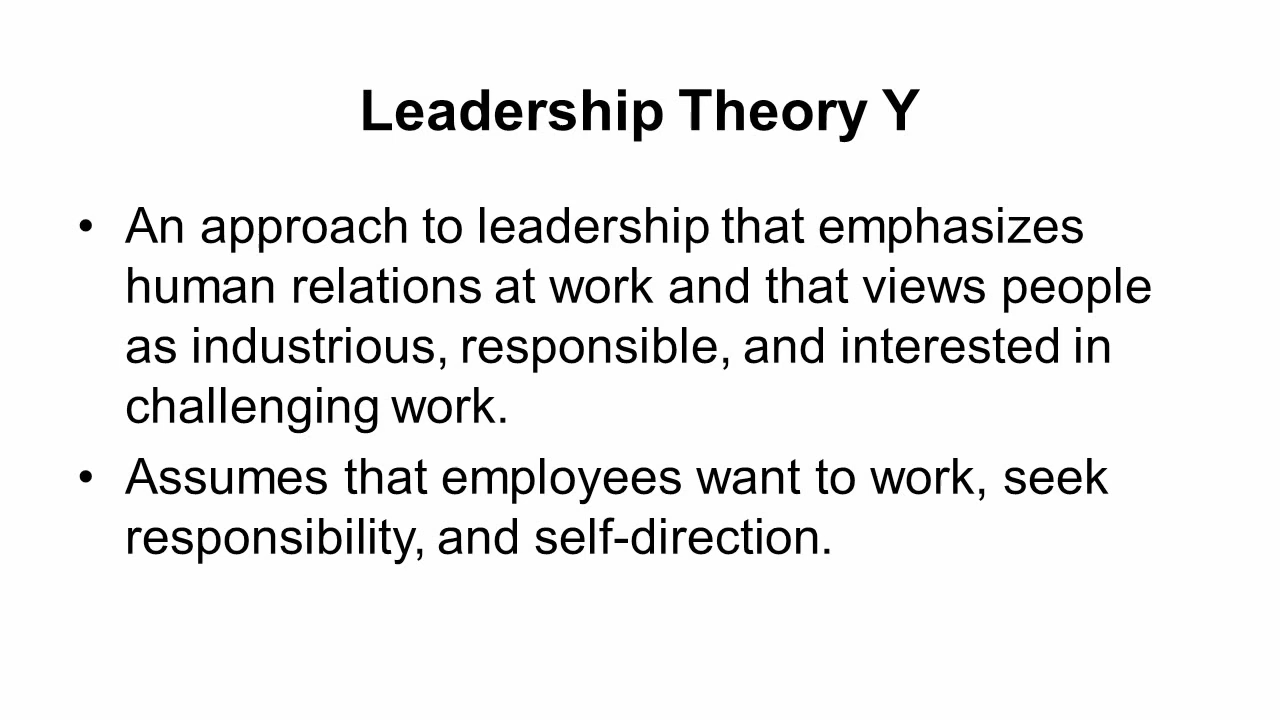 Leadership Theory Y
• An approach to leadership that emphasizes
human relations at work and that views people
as industrious, responsible, and interested in
challenging work.
• Assumes that employees want to work, seek
responsibility, and self-direction.